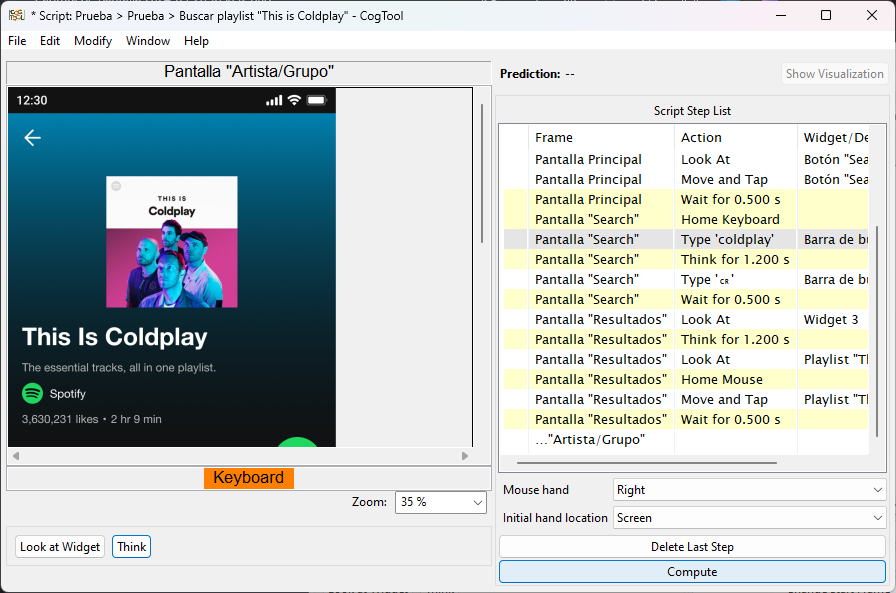 * Script: Prueba > Prueba > Buscar playlist "This is Coldplay" - CogTool
File Edit Modify Window Help
Pantalla "Artista/Grupo"
12:30
THIS IS
Coldplay
This Is Coldplay
The essential tracks, all in one playlist.
Spotify
3,630,231 likes • 2 hr 9 min
Keyboard
Zoom: 35 %
Look at Widget Think
Prediction: -- Show Visualization
Script Step List
Frame Action Widget/De
Pantalla Principal Look At Botón "Sea
Pantalla Principal Move and Tap Botón "Sea
Pantalla Principal Wait for 0.500 s
Pantalla "Search" Home Keyboard
Pantalla "Search" Type 'coldplay' Barra de bu
Pantalla "Search" Think for 1.200 s
Pantalla "Search" Type '␍' Barra de bu
Pantalla "Search" Wait for 0.500 s
Pantalla "Resultados" Look At Widget 3
Pantalla "Resultados" Think for 1.200 s
Pantalla "Resultados" Look At Playlist "Tl
Pantalla "Resultados" Home Mouse
Pantalla "Resultados" Move and Tap Playlist "Tl
Pantalla "Resultados" Wait for 0.500 s
..."Artista/Grupo"
Mouse hand Right
Initial hand location Screen
Delete Last Step
Compute